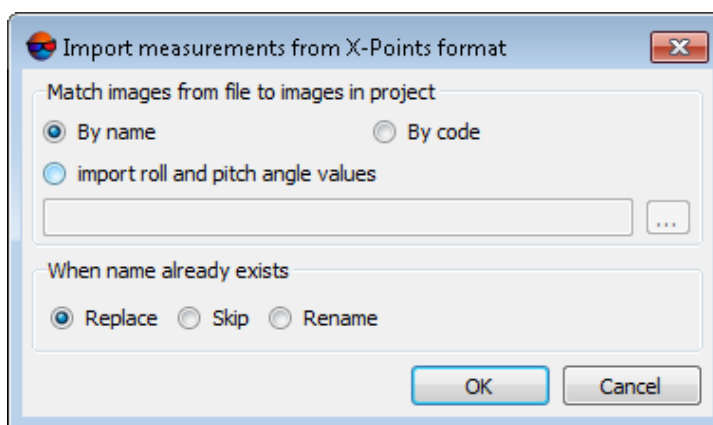 Import measurements from X-Points format
Match images from file to images in project
By name By code
import roll and pitch angle values
...
When name already exists
Replace Skip Rename
OK Cancel